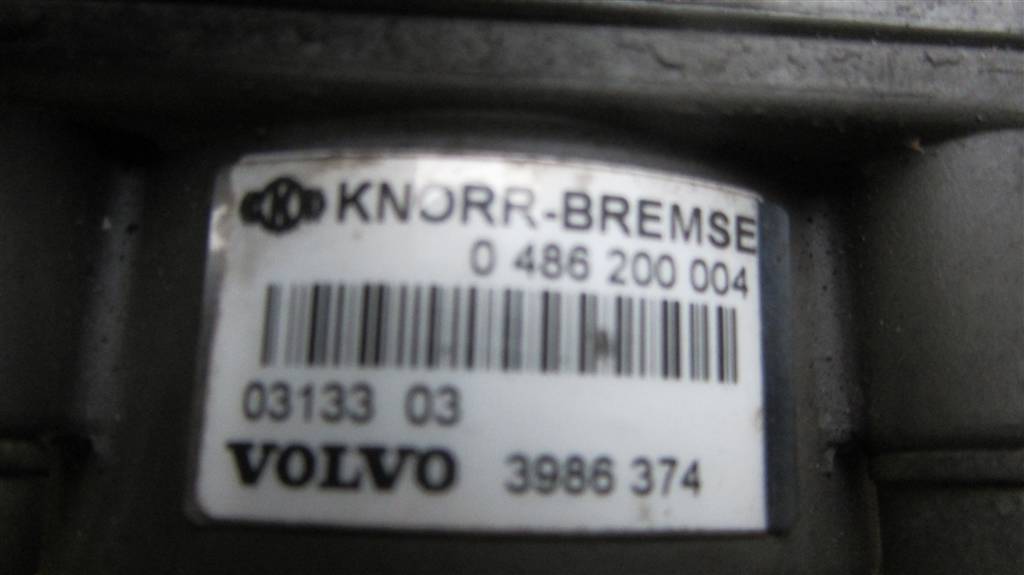 KNORR-BREMSE
0 486 200 004
03133 03
VOLVO 3986 374